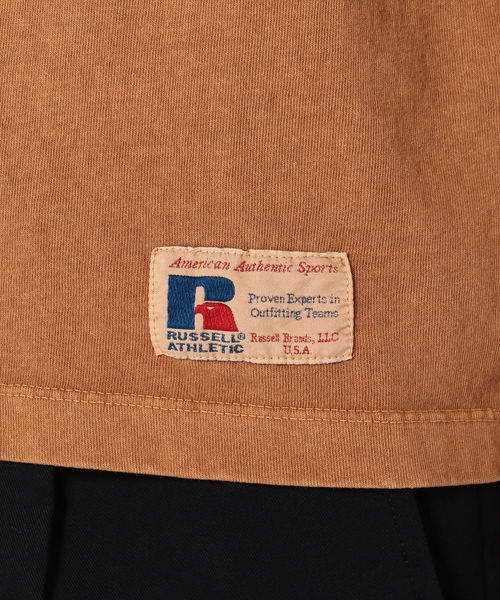 American Authentic Sports
R
Proven Experts in
Outfitting Teams
RUSSELL®
ATHLETIC
Russell Brands, LLC
U.S.A.